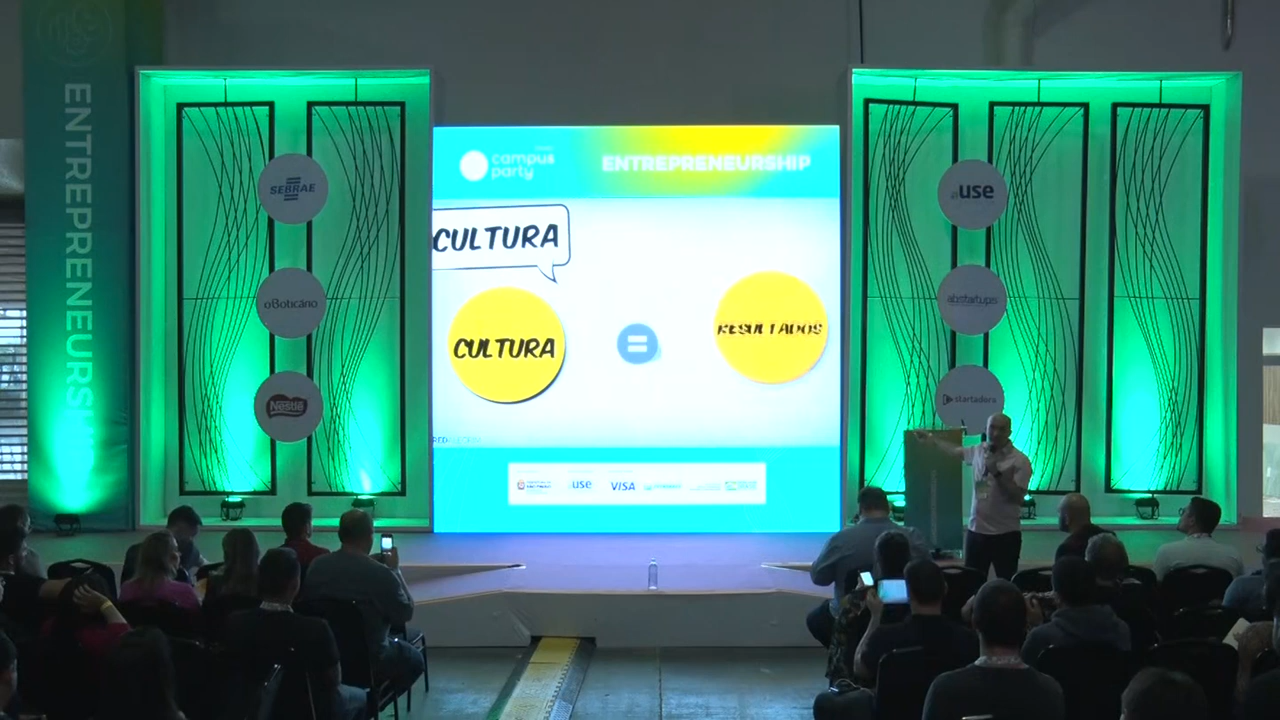 ENTREPRENEURSHIP
SEBRAE
oBoticário
Nestlé
campus
party
ENTREPRENEURSHIP
CULTURA
CULTURA
=
RESULTADOS
use
VISA
.use
abstartups
startadora